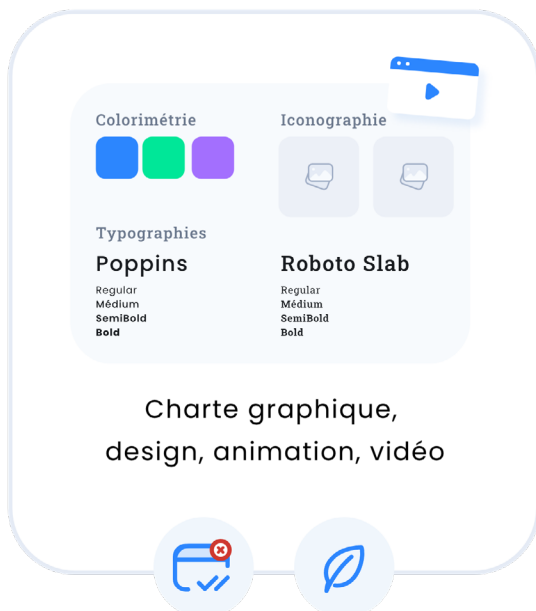 Colorimétrie
Iconographie
Typographies
Poppins
Regular
Médium
SemiBold
Bold
Roboto Slab
Regular
Médium
SemiBold
Bold
Charte graphique,
design, animation, vidéo